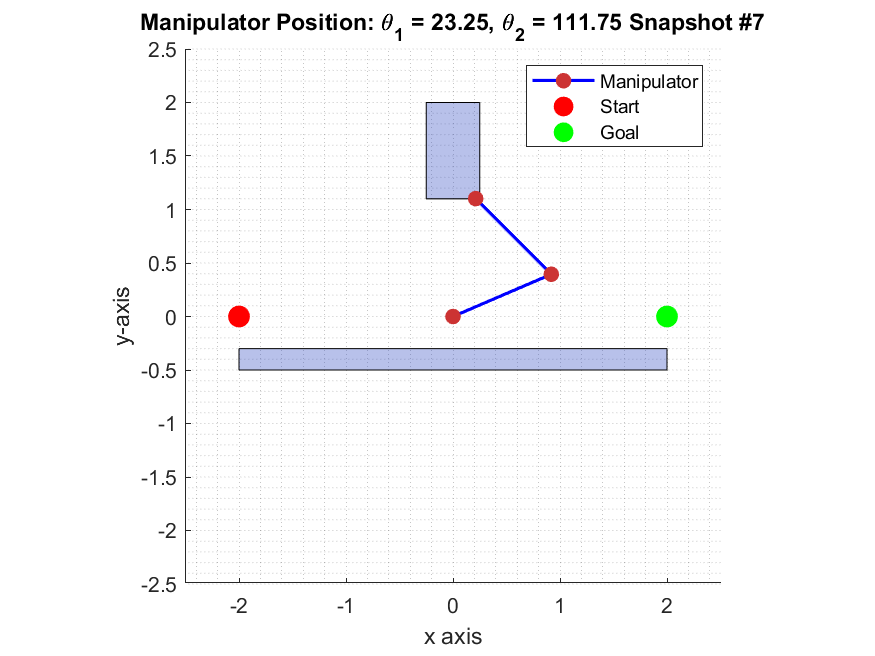 Manipulator Position: θ1 = 23.25, θ2 = 111.75 Snapshot #7
Manipulator
Start
Goal
2.5
2
1.5
1
0.5
0
-0.5
-1
-1.5
-2
-2.5
y-axis
-2 -1 0 1 2
x axis